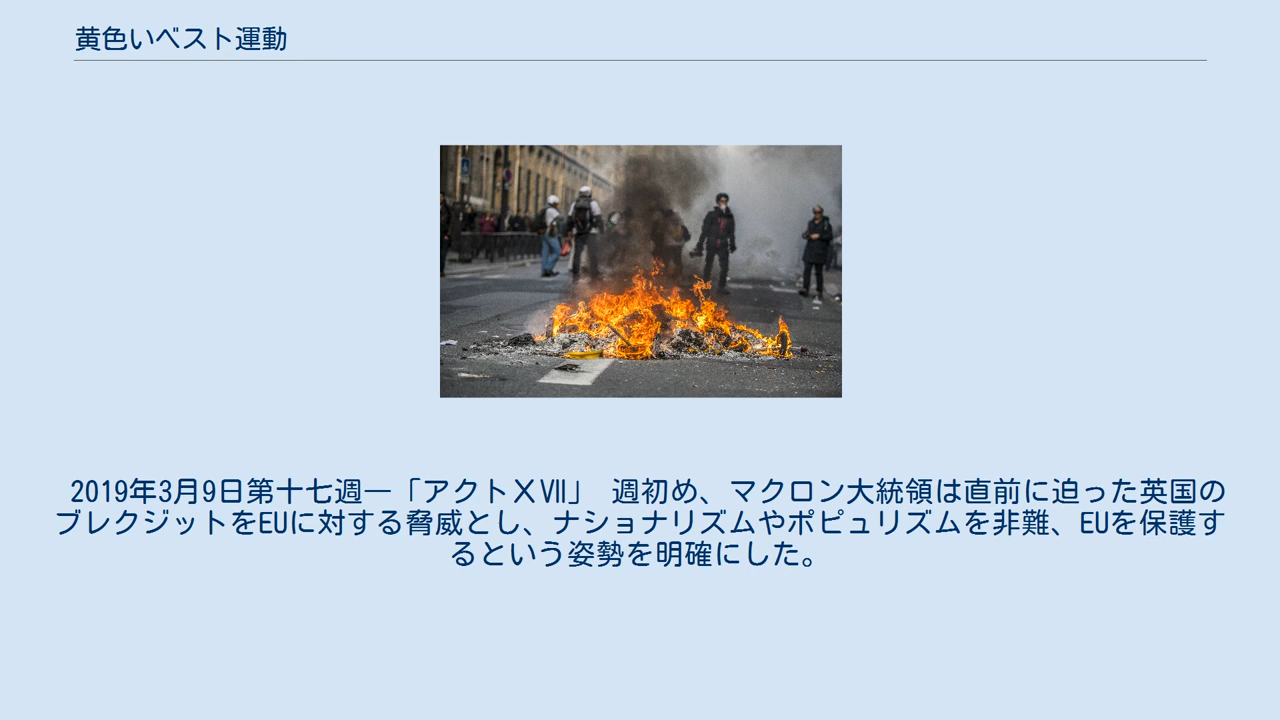 黄色いベスト運動
2019年3月9日第十七週―「アクトⅩⅦ」 週初め、マクロン大統領は直前に迫った英国の
ブレクジットをEUに対する脅威とし、ナショナリズムやポピュリズムを非難、EUを保護す
るという姿勢を明確にした。